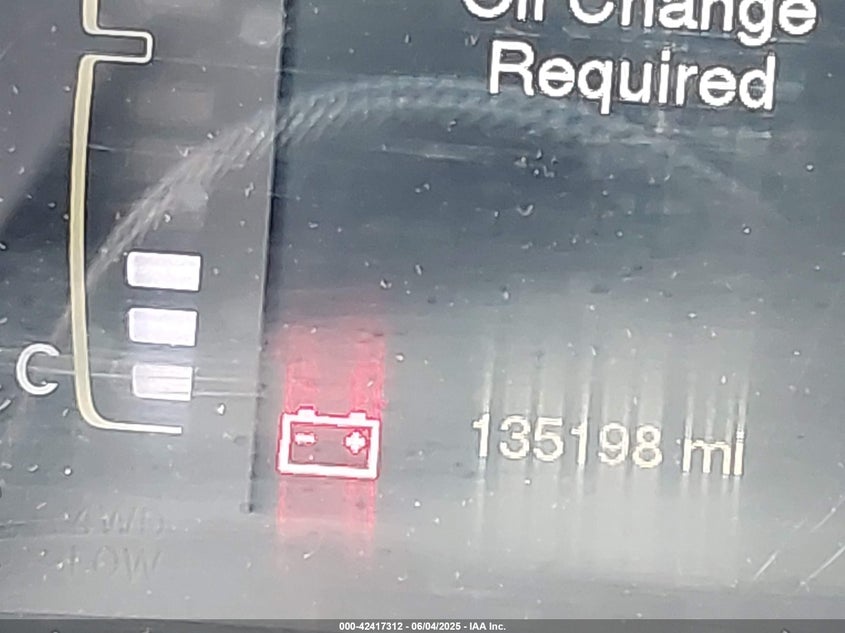 Oil Change
Required
C
135198 mi
4WD
LOW
000-42417312 - 06/04/2025 - IAA Inc.